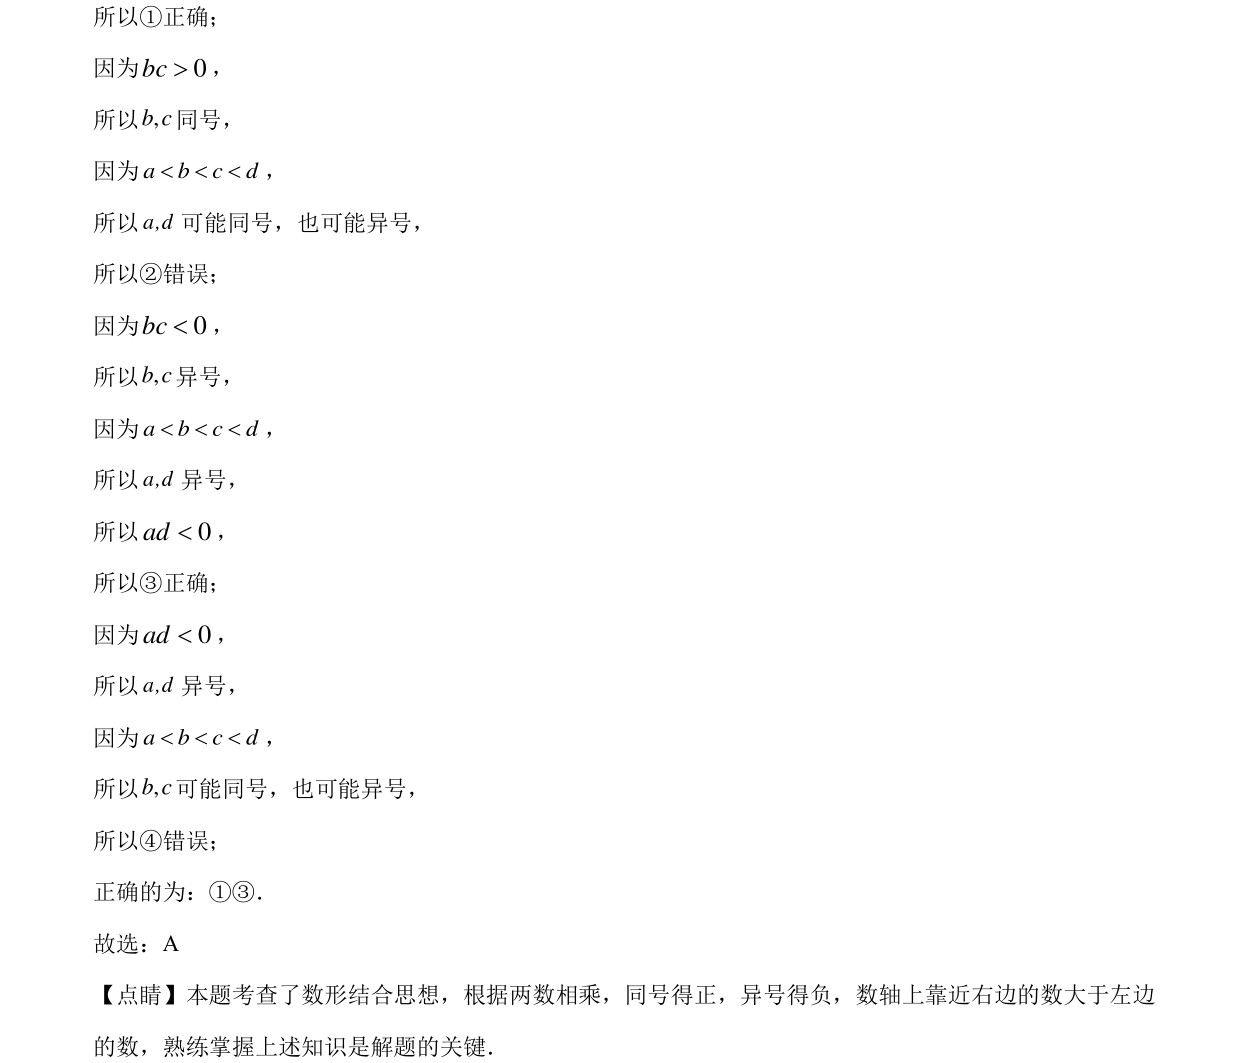 所以①正确；
因为bc>0，
所以b,c同号，
因为a<b<c<d，
所以a,d可能同号，也可能异号，
所以②错误；
因为bc<0，
所以b,c异号，
因为a<b<c<d，
所以a,d异号，
所以ad<0，
所以③正确；
因为ad<0，
所以a,d异号，
因为a<b<c<d，
所以b,c可能同号，也可能异号，
所以④错误；
正确的为：①③．
故选：A
【点睛】本题考查了数形结合思想，根据两数相乘，同号得正，异号得负，数轴上靠近右边的数大于左边
的数，熟练掌握上述知识是解题的关键．